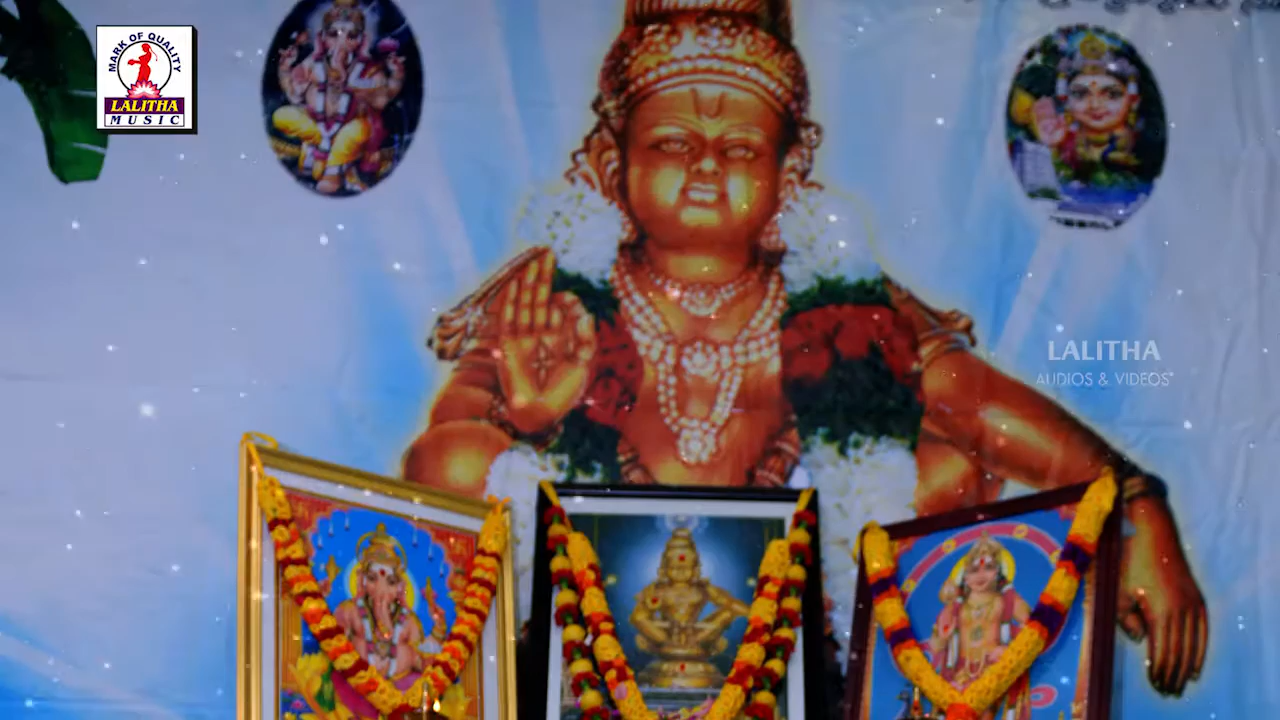 MARK OF QUALITY
LALITHA
MUSIC
LALITHA
AUDIOS & VIDEOS